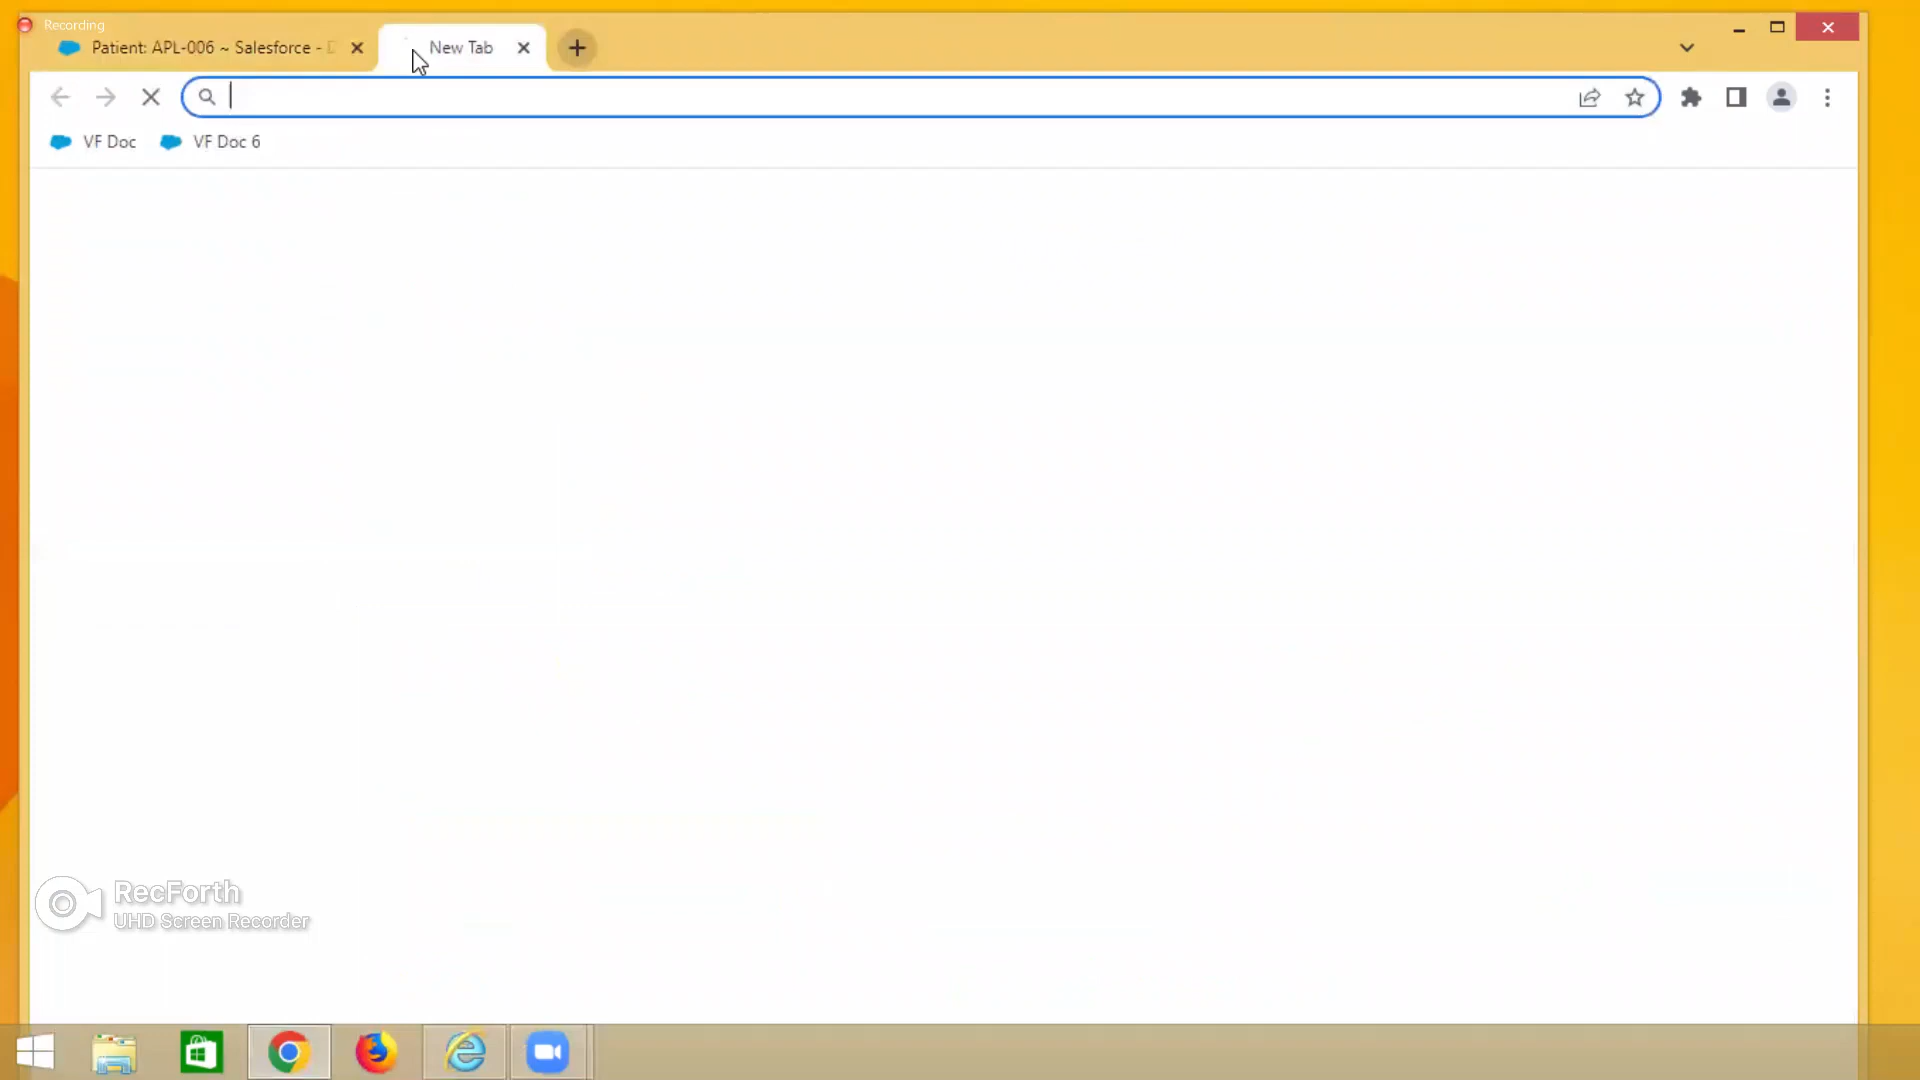 Recording
Patient: APL-006 ~ Salesforce -
New Tab
VF Doc
VF Doc 6
RecForth
UHD Screen Recorder